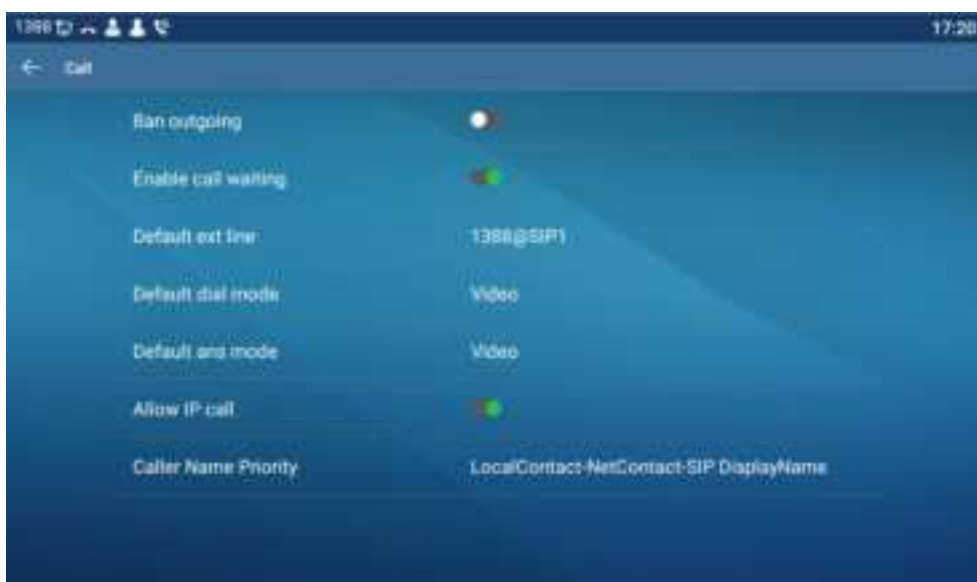 1388 17:20
Call
Ban outgoing
Enable call waiting
Default ext line 1388@SIP1
Default dial mode Video
Default ans mode Video
Allow IP call
Caller Name Priority LocalContact-NetContact-SIP DisplayName